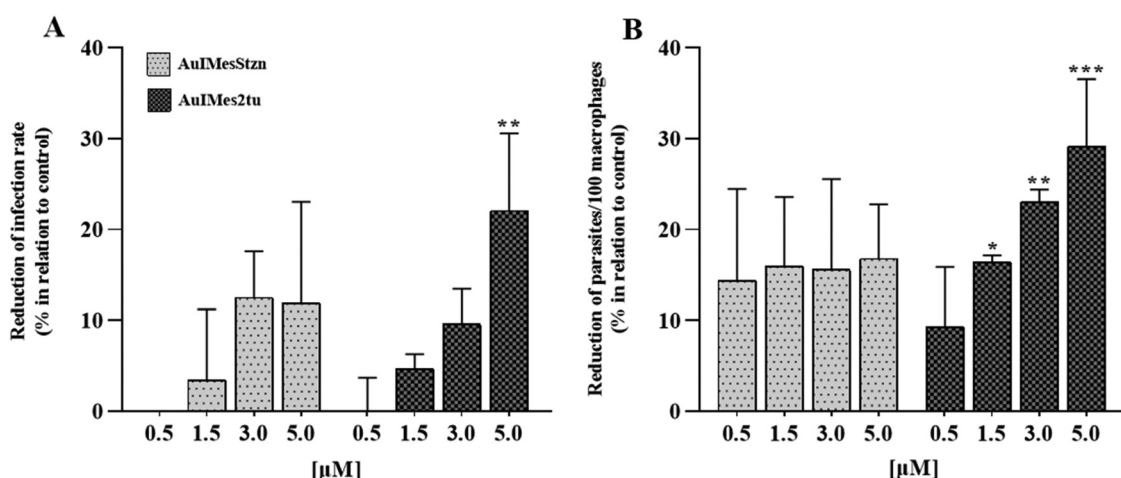 A
Reduction of infection rate
(% in relation to control)
40
30
20
10
0
AuIMesStzn
AuIMes2tu
**
0.5 1.5 3.0 5.0 0.5 1.5 3.0 5.0
[µM]
B
Reduction of parasites/100 macrophages
(% in relation to control)
40
30
20
10
0
*
**
***
0.5 1.5 3.0 5.0 0.5 1.5 3.0 5.0
[µM]